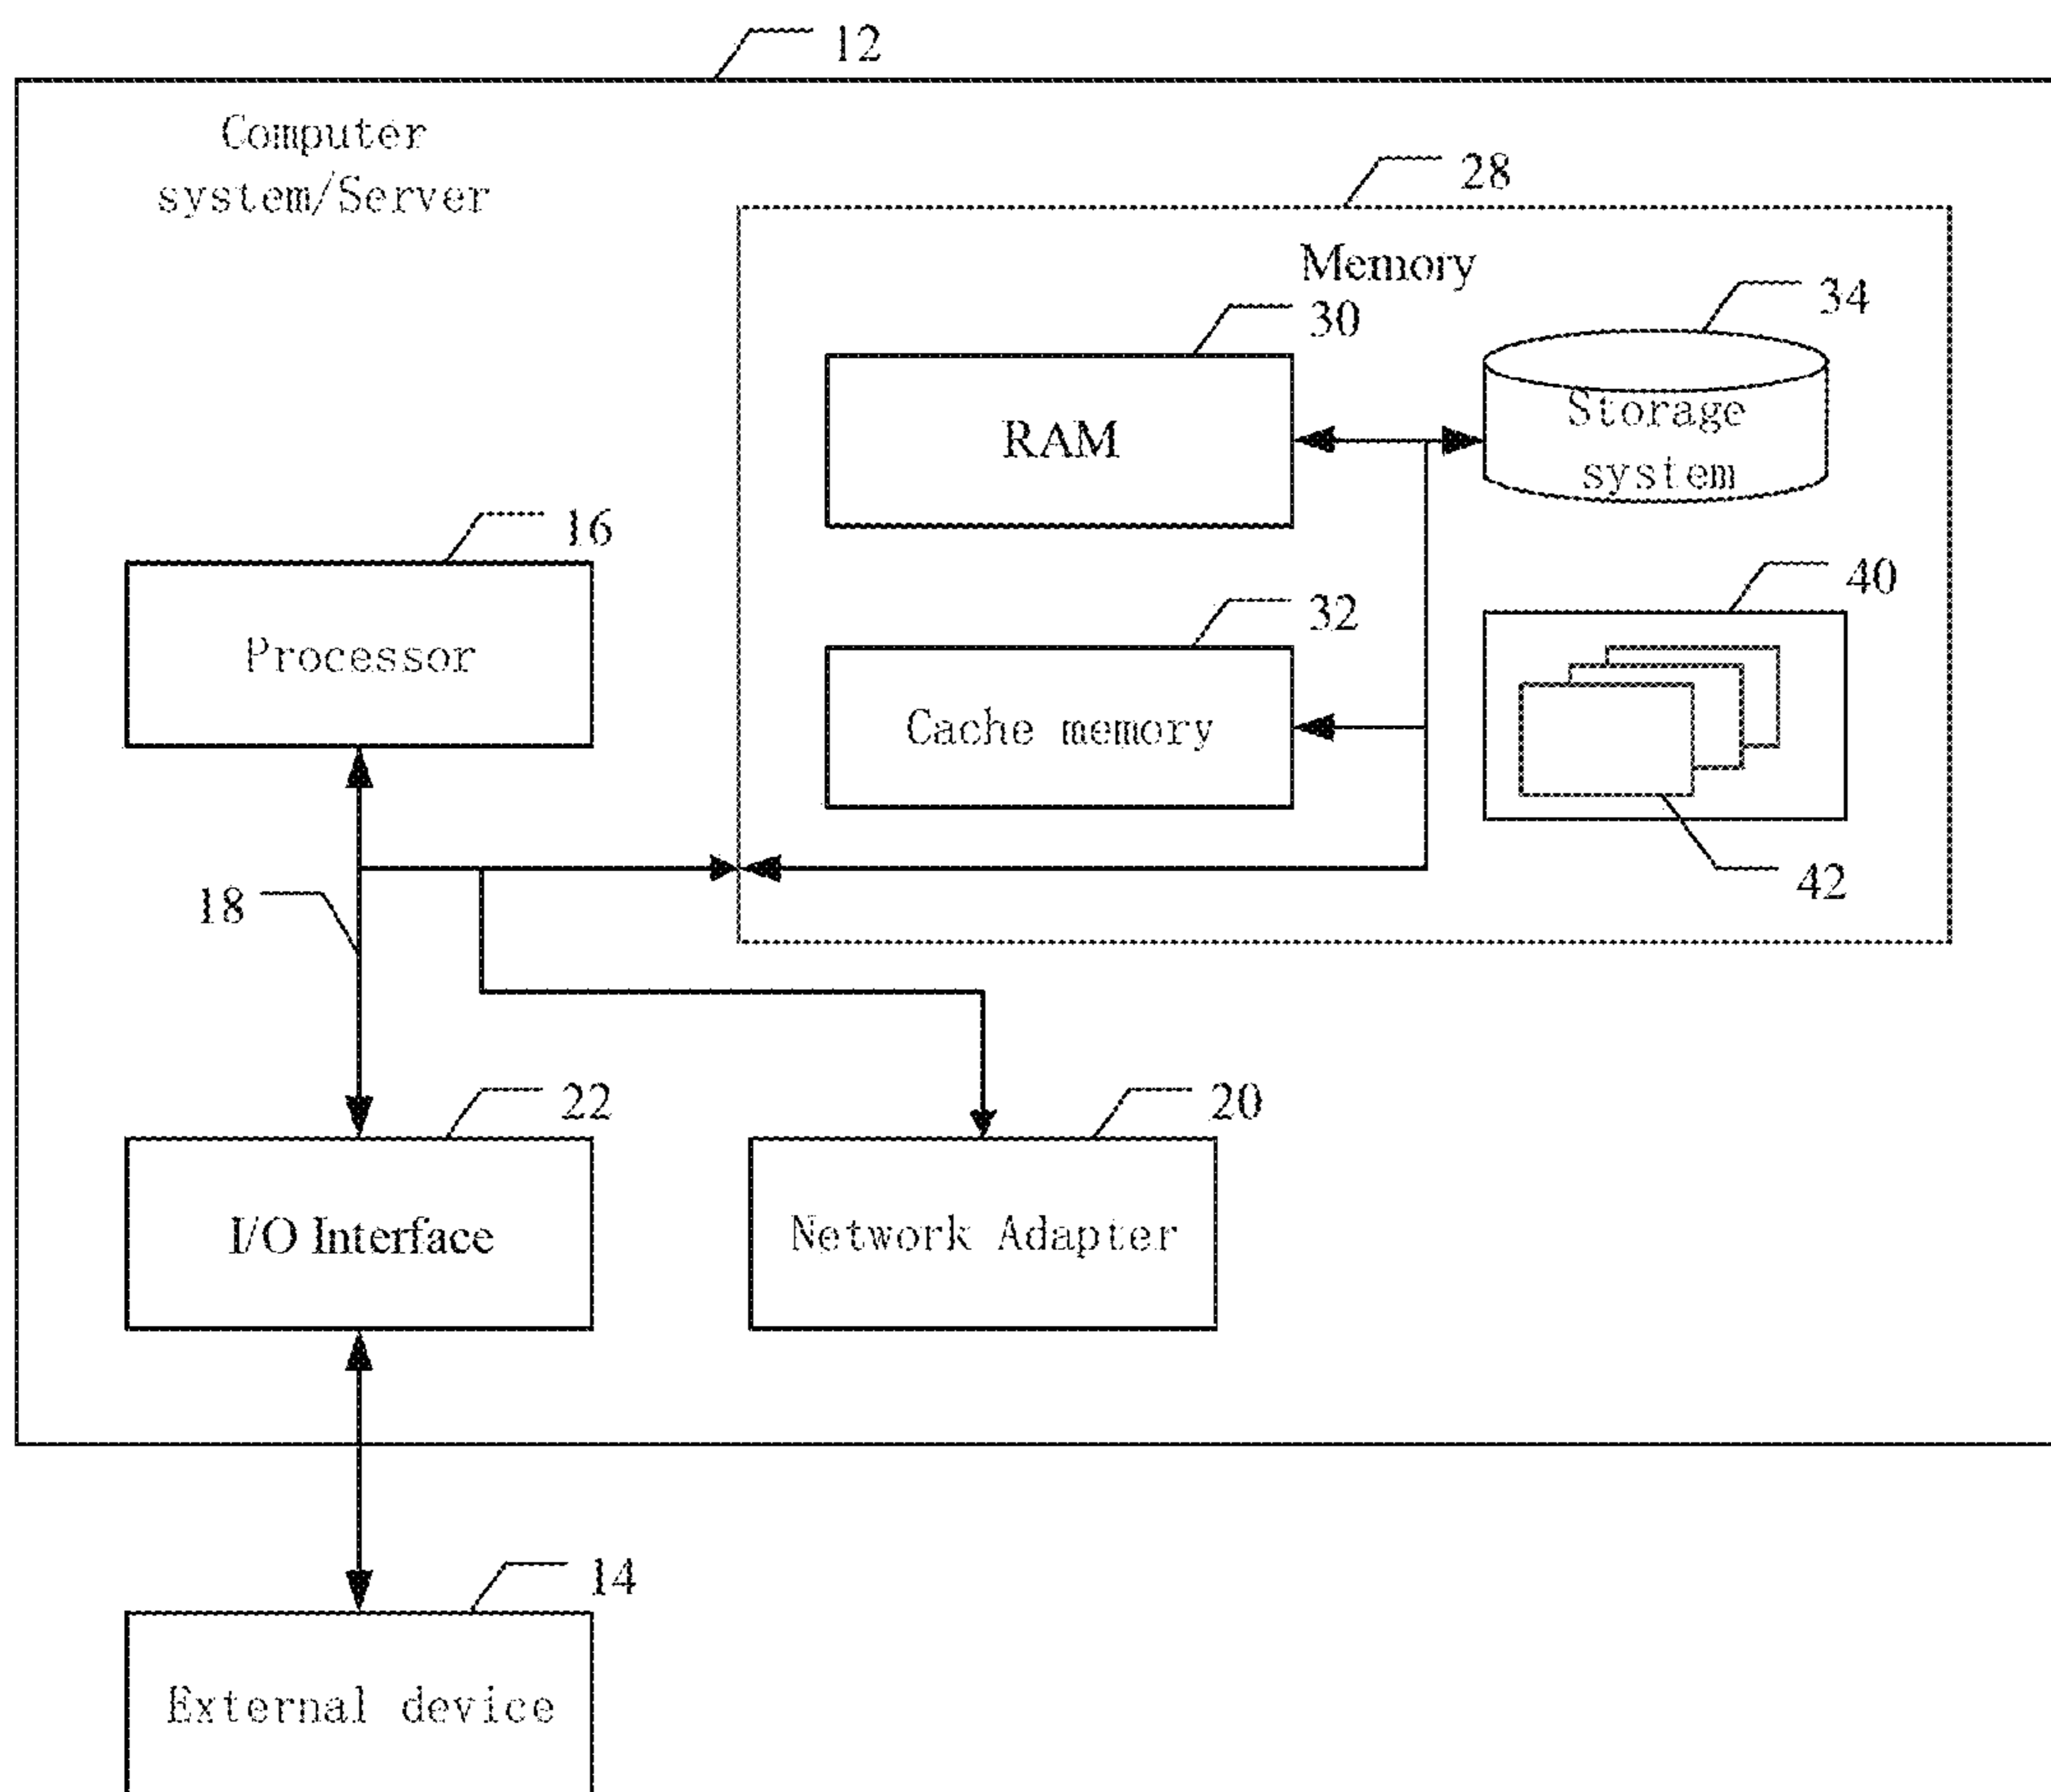 12
Computer
system/Server
28
Memory
30
34
RAM
Storage
system
16
40
Processor
32
Cache memory
42
18
22
20
I/O Interface
Network Adapter
14
External device